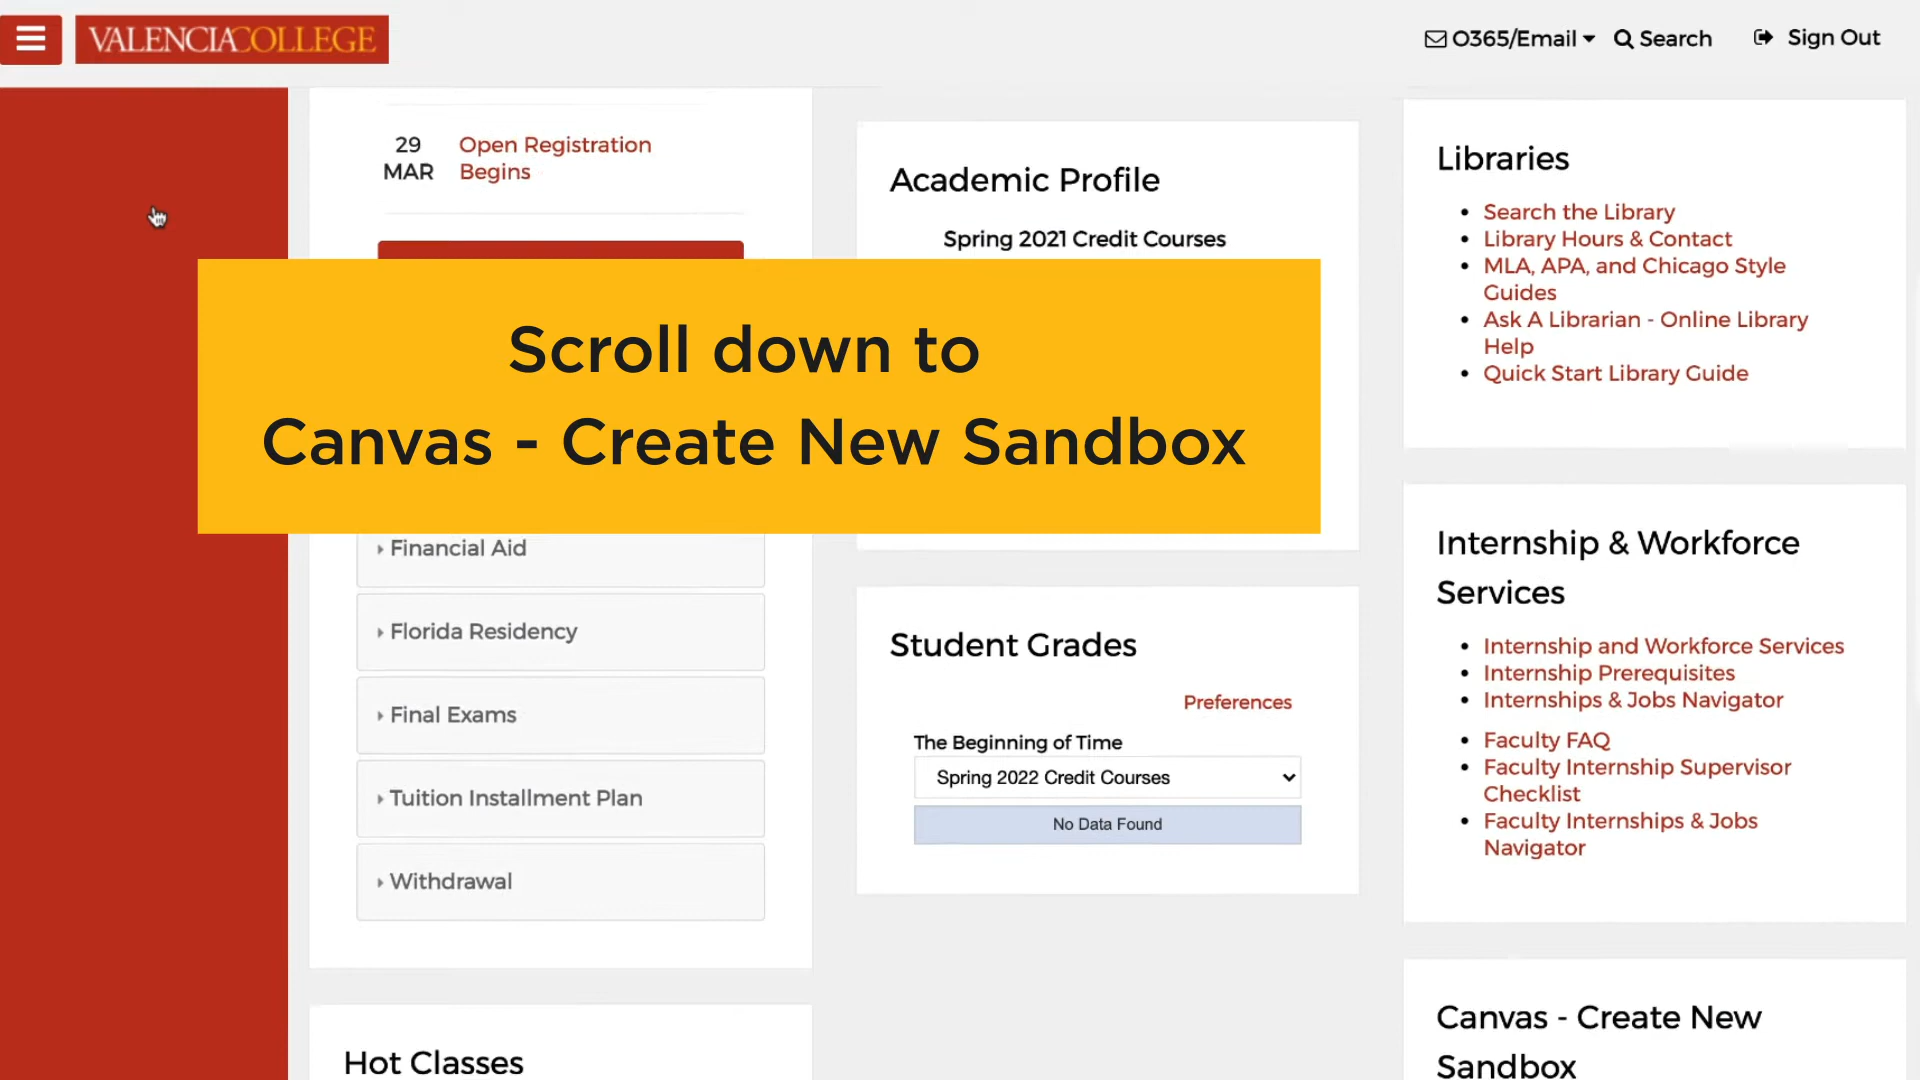 VALENCIACOLLEGE
O365/Email
Search
Sign Out
29
MAR
Open Registration
Begins
Scroll down to
Canvas - Create New Sandbox
Financial Aid
Florida Residency
Final Exams
Tuition Installment Plan
Withdrawal
Hot Classes
Academic Profile
Spring 2021 Credit Courses
Student Grades
Preferences
The Beginning of Time
Spring 2022 Credit Courses
No Data Found
Libraries
Search the Library
Library Hours & Contact
MLA, APA, and Chicago Style
Guides
Ask A Librarian - Online Library
Help
Quick Start Library Guide
Internship & Workforce
Services
Internship and Workforce Services
Internship Prerequisites
Internships & Jobs Navigator
Faculty FAQ
Faculty Internship Supervisor
Checklist
Faculty Internships & Jobs
Navigator
Canvas - Create New
Sandbox